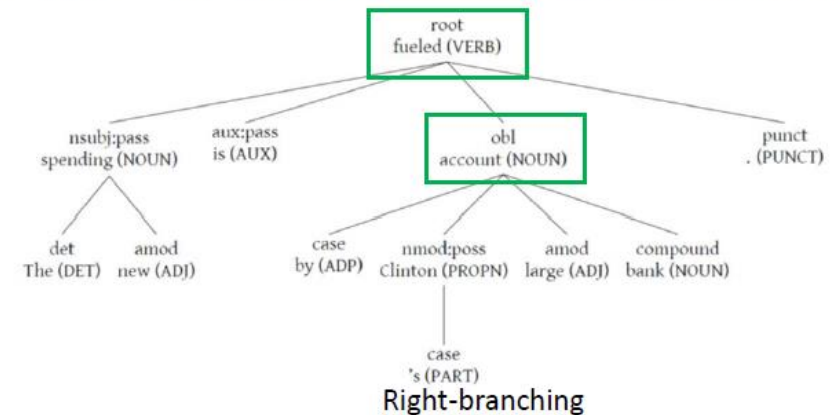 root
fueled (VERB)
nsubj:pass
spending (NOUN)
aux:pass
is (AUX)
obl
account (NOUN)
punct
. (PUNCT)
det
The (DET)
amod
new (ADJ)
case
by (ADP)
nmod:poss
Clinton (PROPN)
amod
large (ADJ)
compound
bank (NOUN)
case
's (PART)
Right-branching